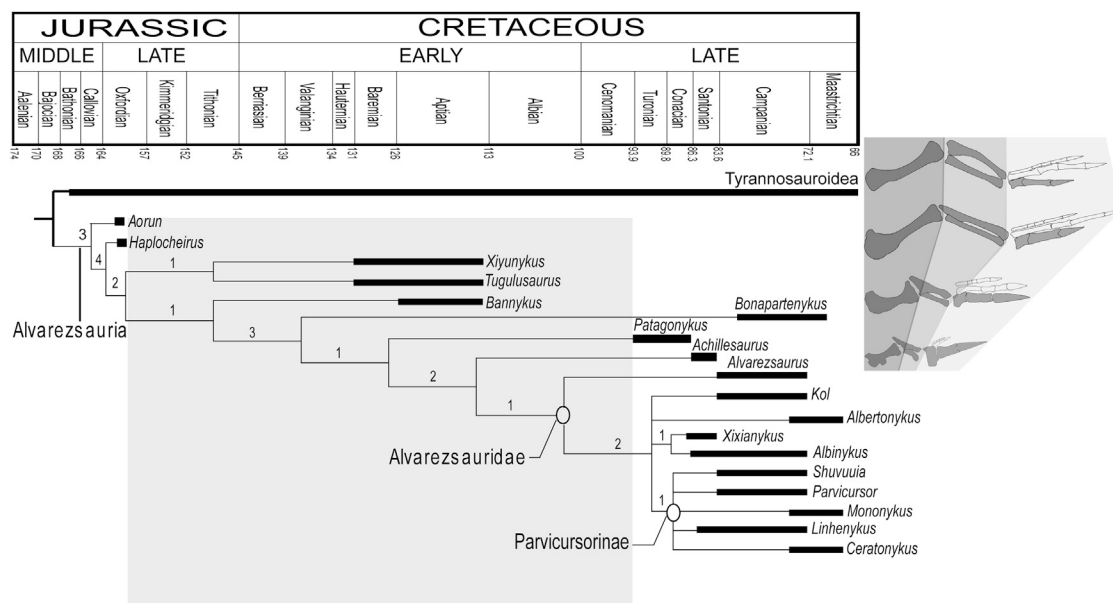 JURASSIC CRETACEOUS
MIDDLE LATE EARLY LATE
Aalenian Bajocian Bathonian Callovian Oxfordian Kimmeridgian Tithonian Berriasian Valanginian Hauterivian Baremian Aptian Albian Cenomanian Turonian Coniacian Santonian Campanian Maastrichtian
174 170 168 166 164 157 152 145 139 134 131 126 113 100 93.9 89.8 86.3 83.6 72.1 66
Tyrannosauroidea
Aorun
3
Haplocheirus
4
1
Xiyunykus
2
Tugulusaurus
Bannykus
1
Bonapartenykus
Alvarezsauria
3
Patagonykus
1
Achillesaurus
Alvarezsaurus
2
Kol
1
Albertonykus
1
Xixianykus
2
Albinykus
Alvarezsauridae
Shuvuuia
Parvicursor
1
Mononykus
Linhenykus
Parvicursorinae
Ceratonykus